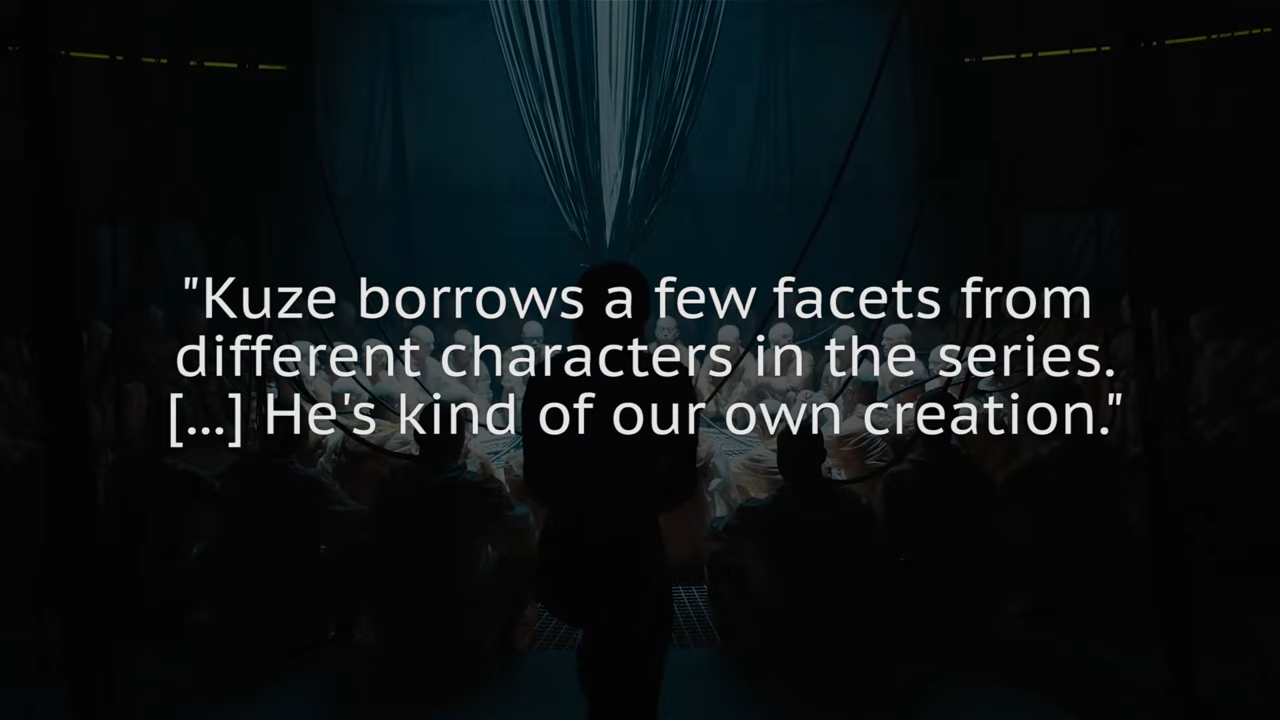 "Kuze borrows a few facets from
different characters in the series.
[...] He's kind of our own creation."